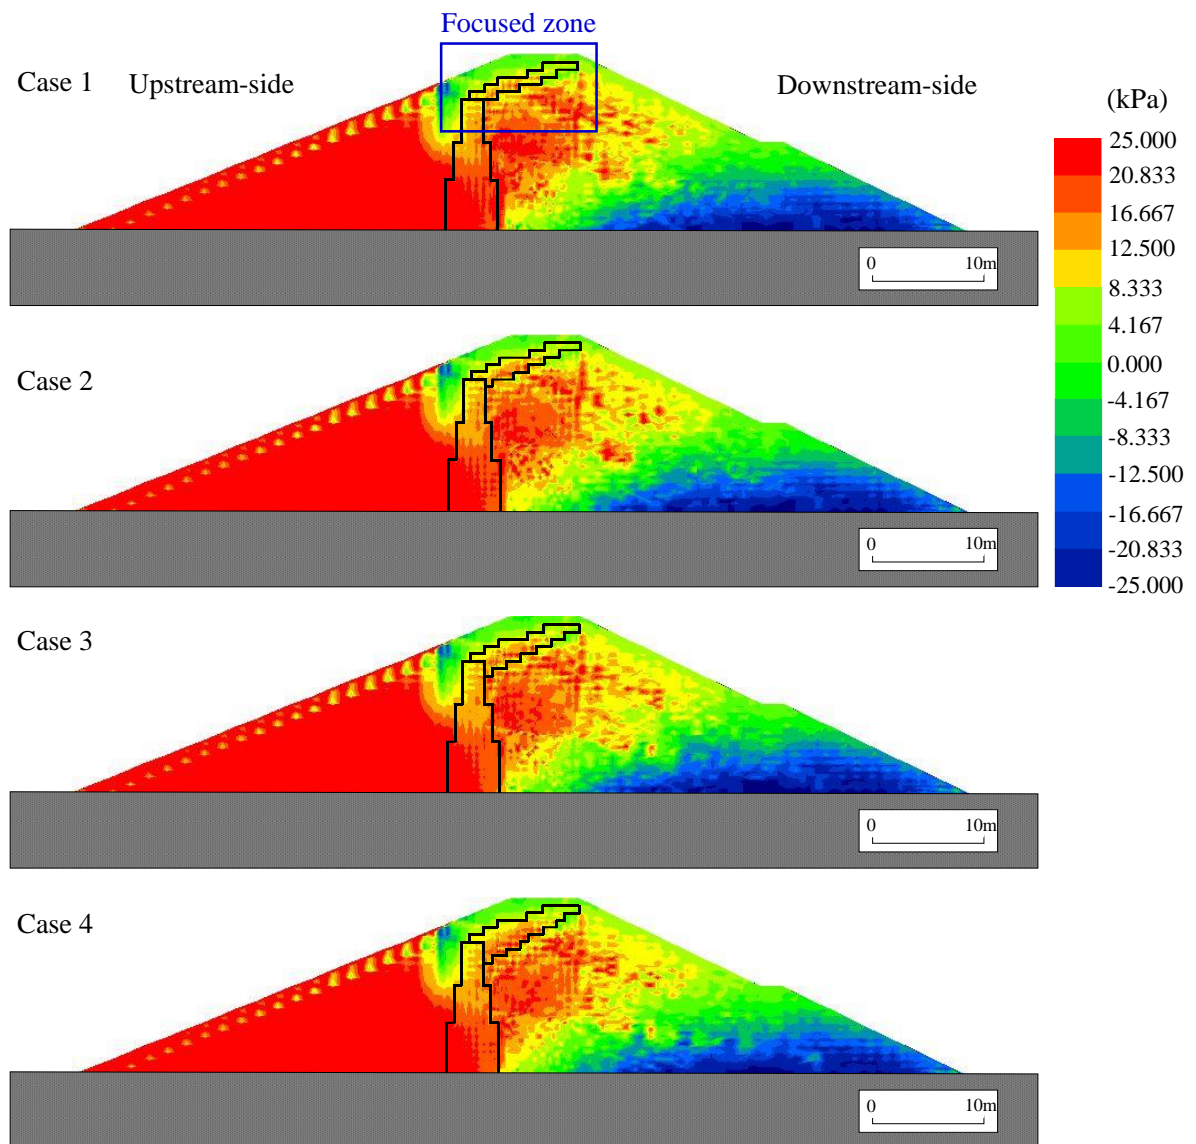 Focused zone
Case 1
Upstream-side
Downstream-side
(kPa)
25.000
20.833
16.667
12.500
8.333
4.167
0.000
-4.167
-8.333
-12.500
-16.667
-20.833
-25.000
0 10m
Case 2
0 10m
Case 3
0 10m
Case 4
0 10m